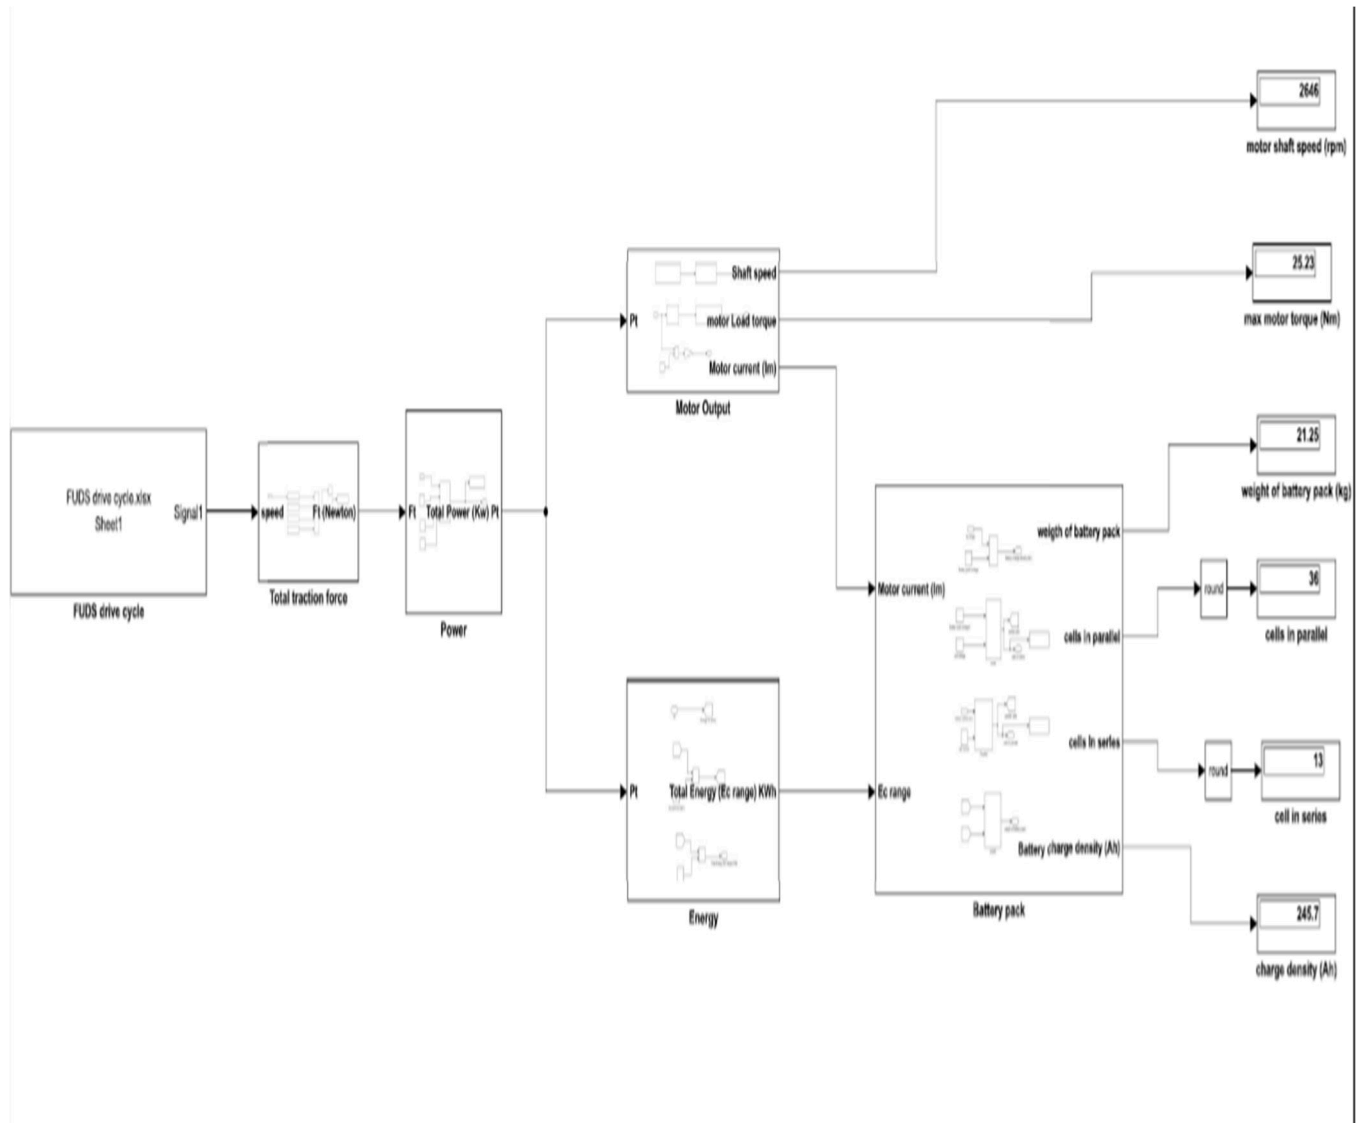 2646
motor shaft speed (rpm)
25.23
max motor torque (Nm)
Shaft speed
Pt
motor Load torque
Motor current (Im)
Motor Output
21.25
weight of battery pack (kg)
FUDS drive cycle.xlsx
Sheet1
Signal1
FUDS drive cycle
speed
Ft (Newton)
Total traction force
Ft
Total Power (Kw) Pt
Power
weigth of battery pack
Motor current (Im)
round
36
cells in parallel
cells in parallel
cells in series
round
13
cell in series
Pt
Total Energy (Ec range) KWh
Energy
Ec range
Battery charge density (Ah)
Battery pack
245.7
charge density (Ah)